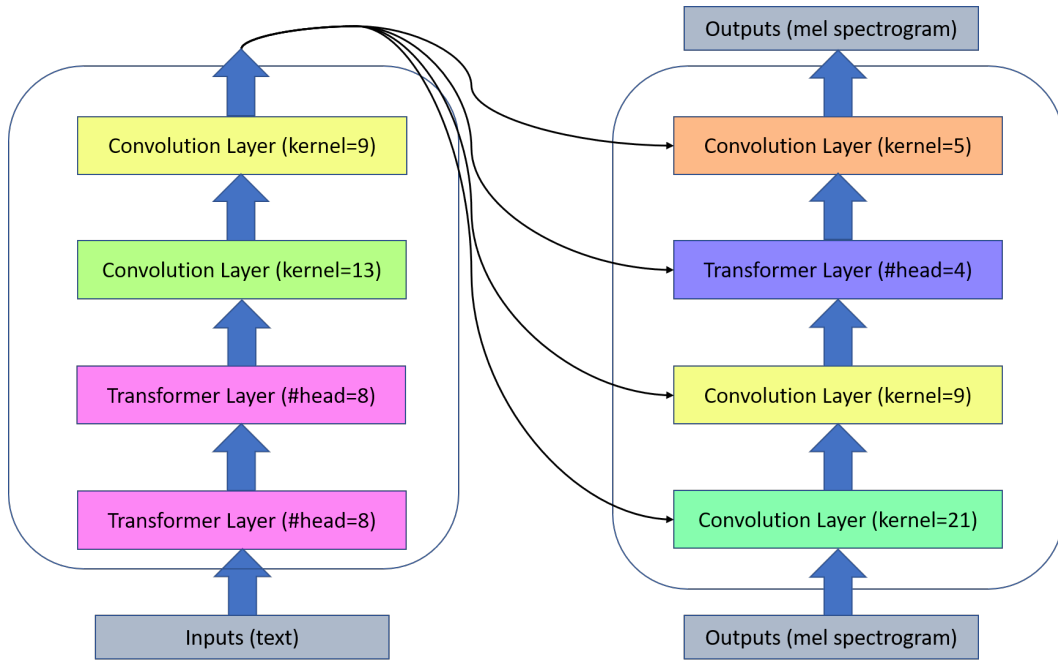 Outputs (mel spectrogram)
Convolution Layer (kernel=9)
Convolution Layer (kernel=5)
Convolution Layer (kernel=13)
Transformer Layer (#head=4)
Transformer Layer (#head=8)
Convolution Layer (kernel=9)
Transformer Layer (#head=8)
Convolution Layer (kernel=21)
Inputs (text)
Outputs (mel spectrogram)